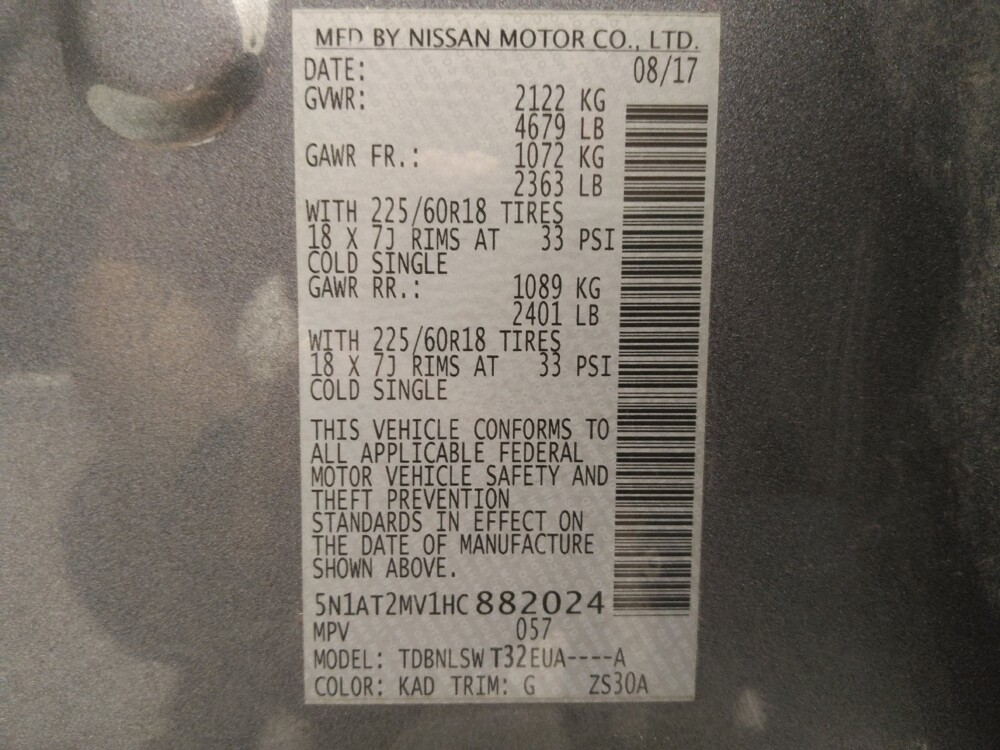 MFD BY NISSAN MOTOR CO., LTD.
DATE: 08/17
GVWR: 2122 KG
4679 LB
GAWR FR.: 1072 KG
2363 LB
WITH 225/60R18 TIRES
18 X 7J RIMS AT 33 PSI
COLD SINGLE
GAWR RR.: 1089 KG
2401 LB
WITH 225/60R18 TIRES
18 X 7J RIMS AT 33 PSI
COLD SINGLE
THIS VEHICLE CONFORMS TO
ALL APPLICABLE FEDERAL
MOTOR VEHICLE SAFETY AND
THEFT PREVENTION
STANDARDS IN EFFECT ON
THE DATE OF MANUFACTURE
SHOWN ABOVE.
5N1AT2MV1HC882024
MPV 057
MODEL: TDBNLSWT32EUA----A
COLOR: KAD TRIM: G ZS30A